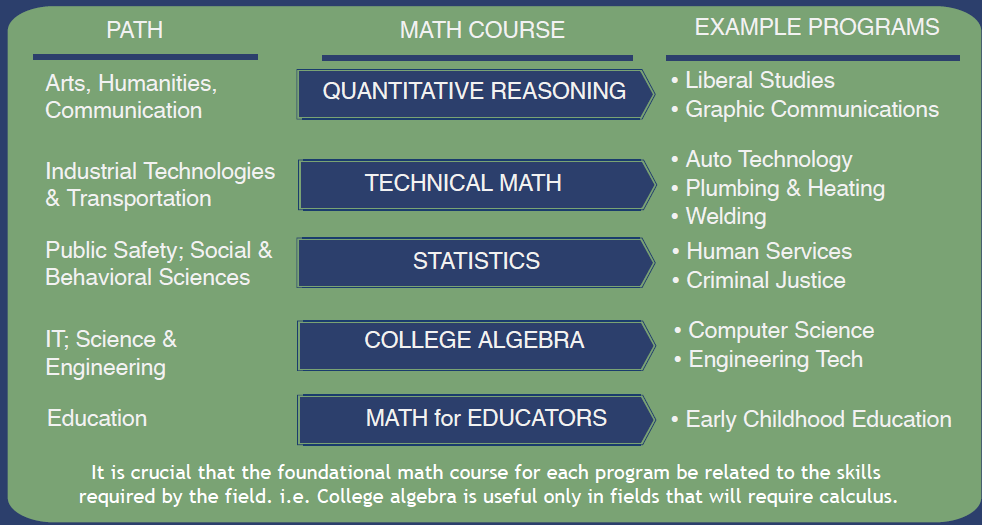 PATH
MATH COURSE
EXAMPLE PROGRAMS
Arts, Humanities,
Communication
QUANTITATIVE REASONING
• Liberal Studies
• Graphic Communications
Industrial Technologies
& Transportation
TECHNICAL MATH
• Auto Technology
• Plumbing & Heating
• Welding
Public Safety; Social &
Behavioral Sciences
STATISTICS
• Human Services
• Criminal Justice
IT; Science &
Engineering
COLLEGE ALGEBRA
• Computer Science
• Engineering Tech
Education
MATH for EDUCATORS
• Early Childhood Education
It is crucial that the foundational math course for each program be related to the skills
required by the field. i.e. College algebra is useful only in fields that will require calculus.